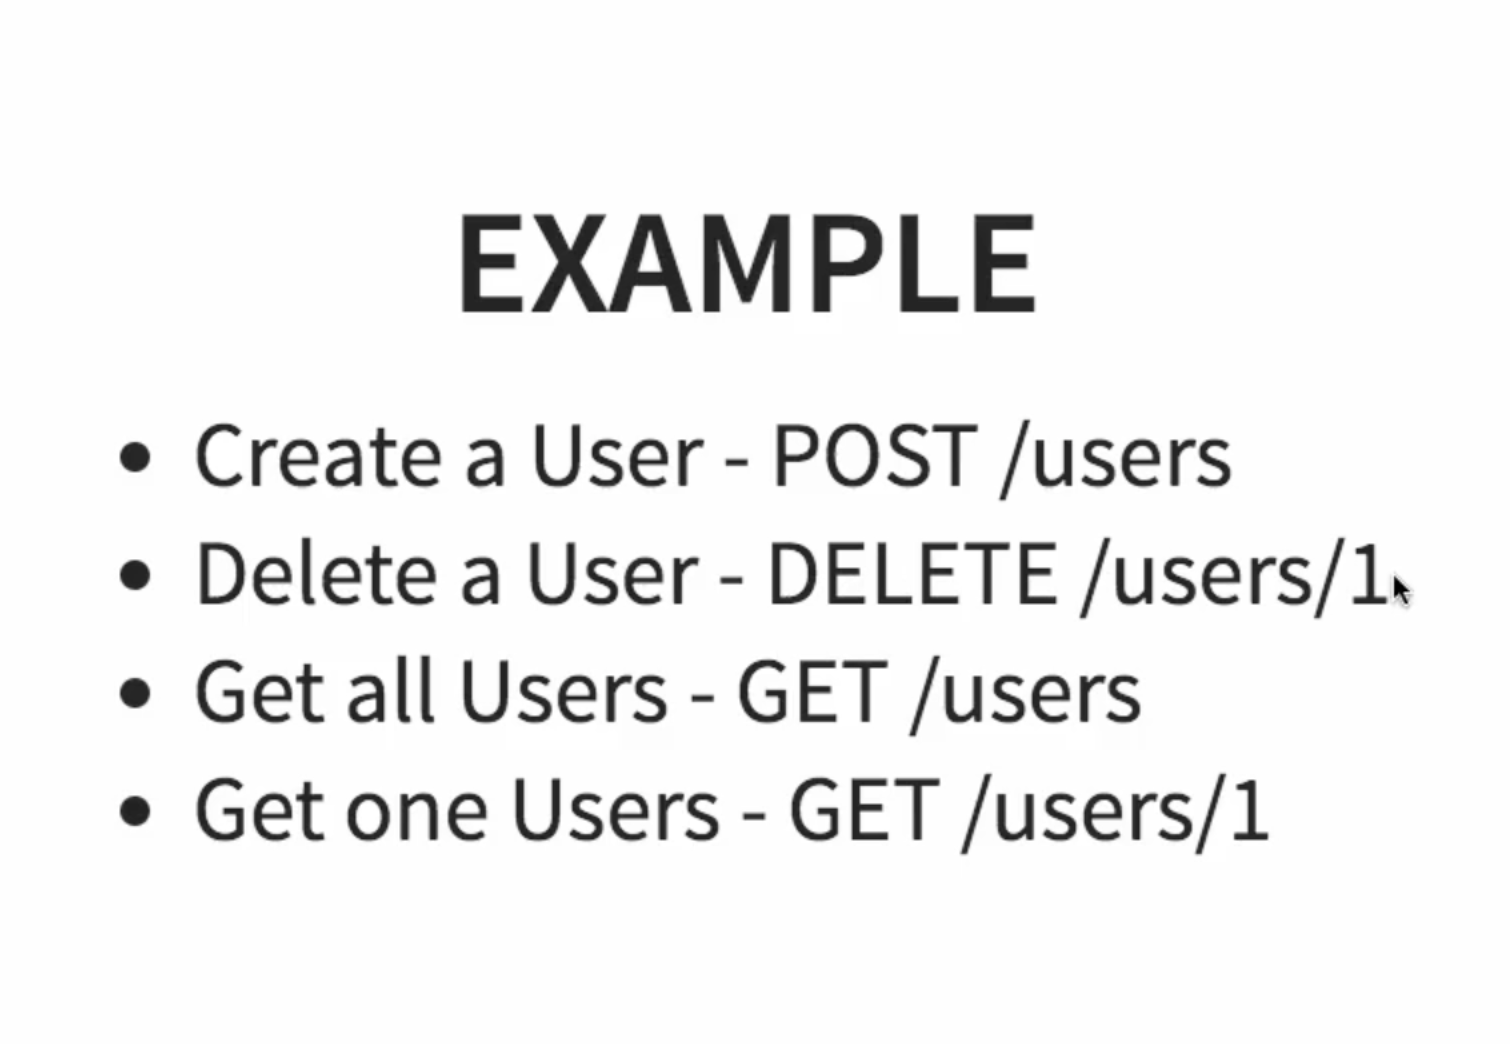 EXAMPLE
• Create a User - POST /users
• Delete a User - DELETE /users/1
• Get all Users - GET /users
• Get one Users - GET /users/1